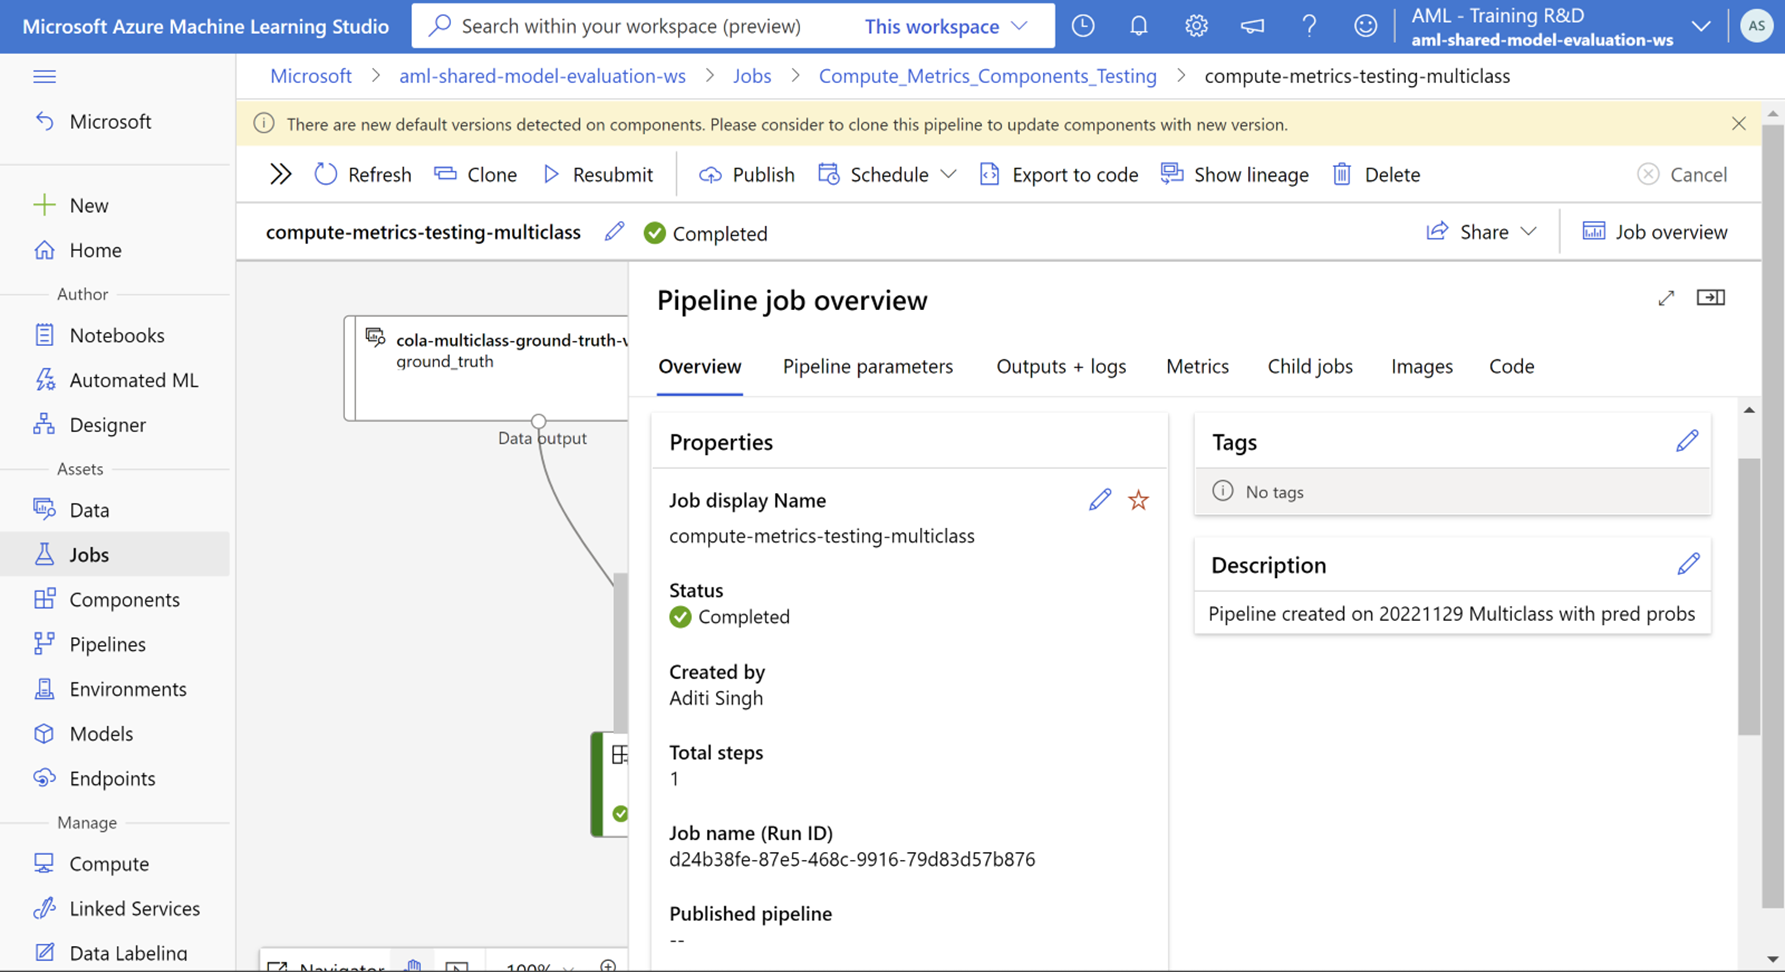 Microsoft Azure Machine Learning Studio
Search within your workspace (preview)
This workspace
AML - Training R&D
aml-shared-model-evaluation-ws
AS
Microsoft > aml-shared-model-evaluation-ws > Jobs > Compute_Metrics_Components_Testing > compute-metrics-testing-multiclass
There are new default versions detected on components. Please consider to clone this pipeline to update components with new version.
Refresh
Clone
Resubmit
Publish
Schedule
Export to code
Show lineage
Delete
Cancel
compute-metrics-testing-multiclass
Completed
Share
Job overview
Microsoft
New
Home
Author
Notebooks
Automated ML
Designer
Assets
Data
Jobs
Components
Pipelines
Environments
Models
Endpoints
Manage
Compute
Linked Services
Data Labeling
cola-multiclass-ground-truth-v
ground_truth
Data output
Navigator
100%
Pipeline job overview
Overview
Pipeline parameters
Outputs + logs
Metrics
Child jobs
Images
Code
Properties
Job display Name
compute-metrics-testing-multiclass
Status
Completed
Created by
Aditi Singh
Total steps
1
Job name (Run ID)
d24b38fe-87e5-468c-9916-79d83d57b876
Published pipeline
--
Tags
No tags
Description
Pipeline created on 20221129 Multiclass with pred probs